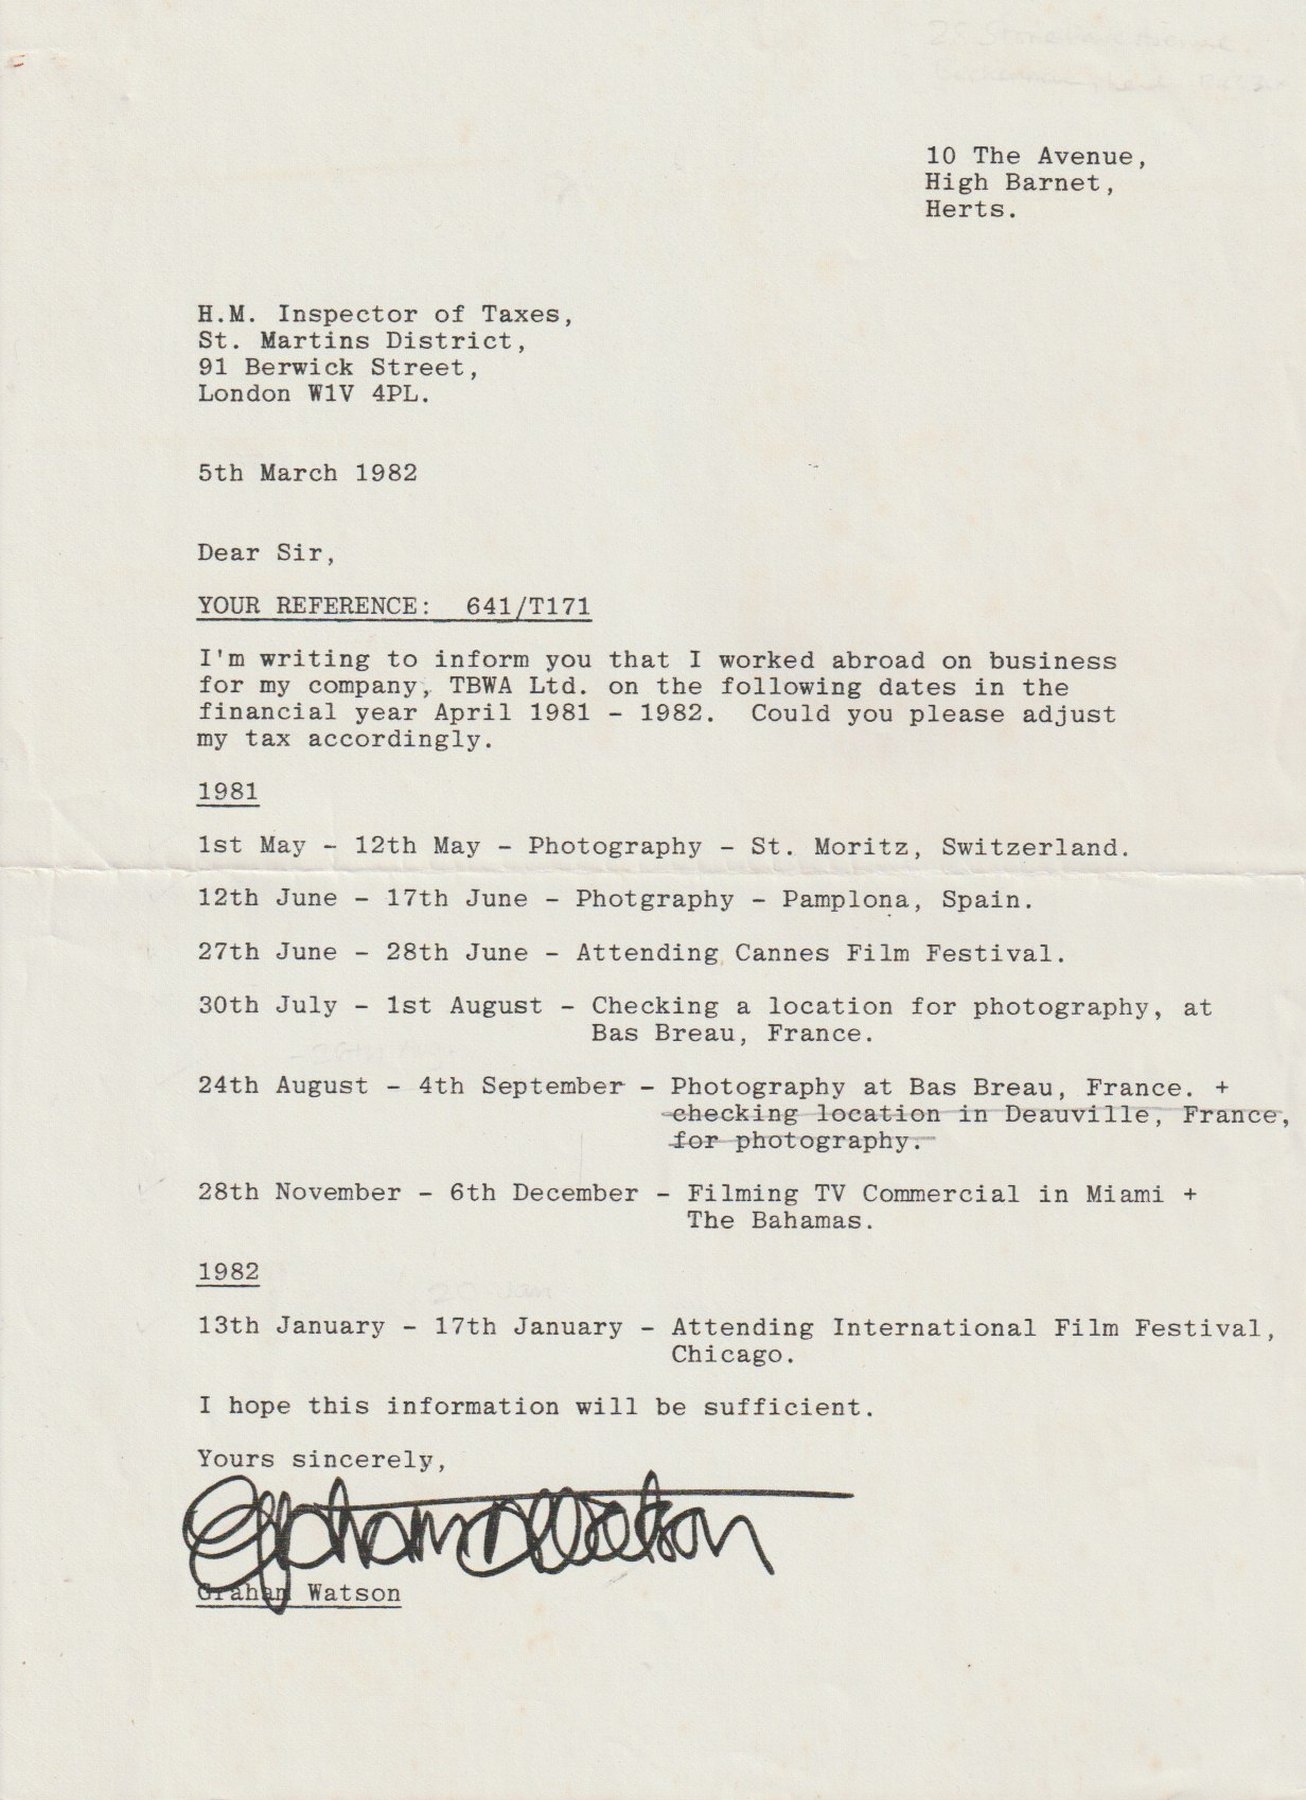 10 The Avenue,
High Barnet,
Herts.
H.M. Inspector of Taxes,
St. Martins District,
91 Berwick Street,
London W1V 4PL.
5th March 1982
Dear Sir,
YOUR REFERENCE: 641/T171
I'm writing to inform you that I worked abroad on business
for my company, TBWA Ltd. on the following dates in the
financial year April 1981 - 1982. Could you please adjust
my tax accordingly.
1981
1st May - 12th May - Photography - St. Moritz, Switzerland.
12th June - 17th June - Photgraphy - Pamplona, Spain.
27th June - 28th June - Attending Cannes Film Festival.
30th July - 1st August - Checking a location for photography, at
Bas Breau, France.
24th August - 4th September - Photography at Bas Breau, France. +
checking location in Deauville, France,
for photography.
28th November - 6th December - Filming TV Commercial in Miami +
The Bahamas.
1982
13th January - 17th January - Attending International Film Festival,
Chicago.
I hope this information will be sufficient.
Yours sincerely,
Graham Watson
Graham Watson